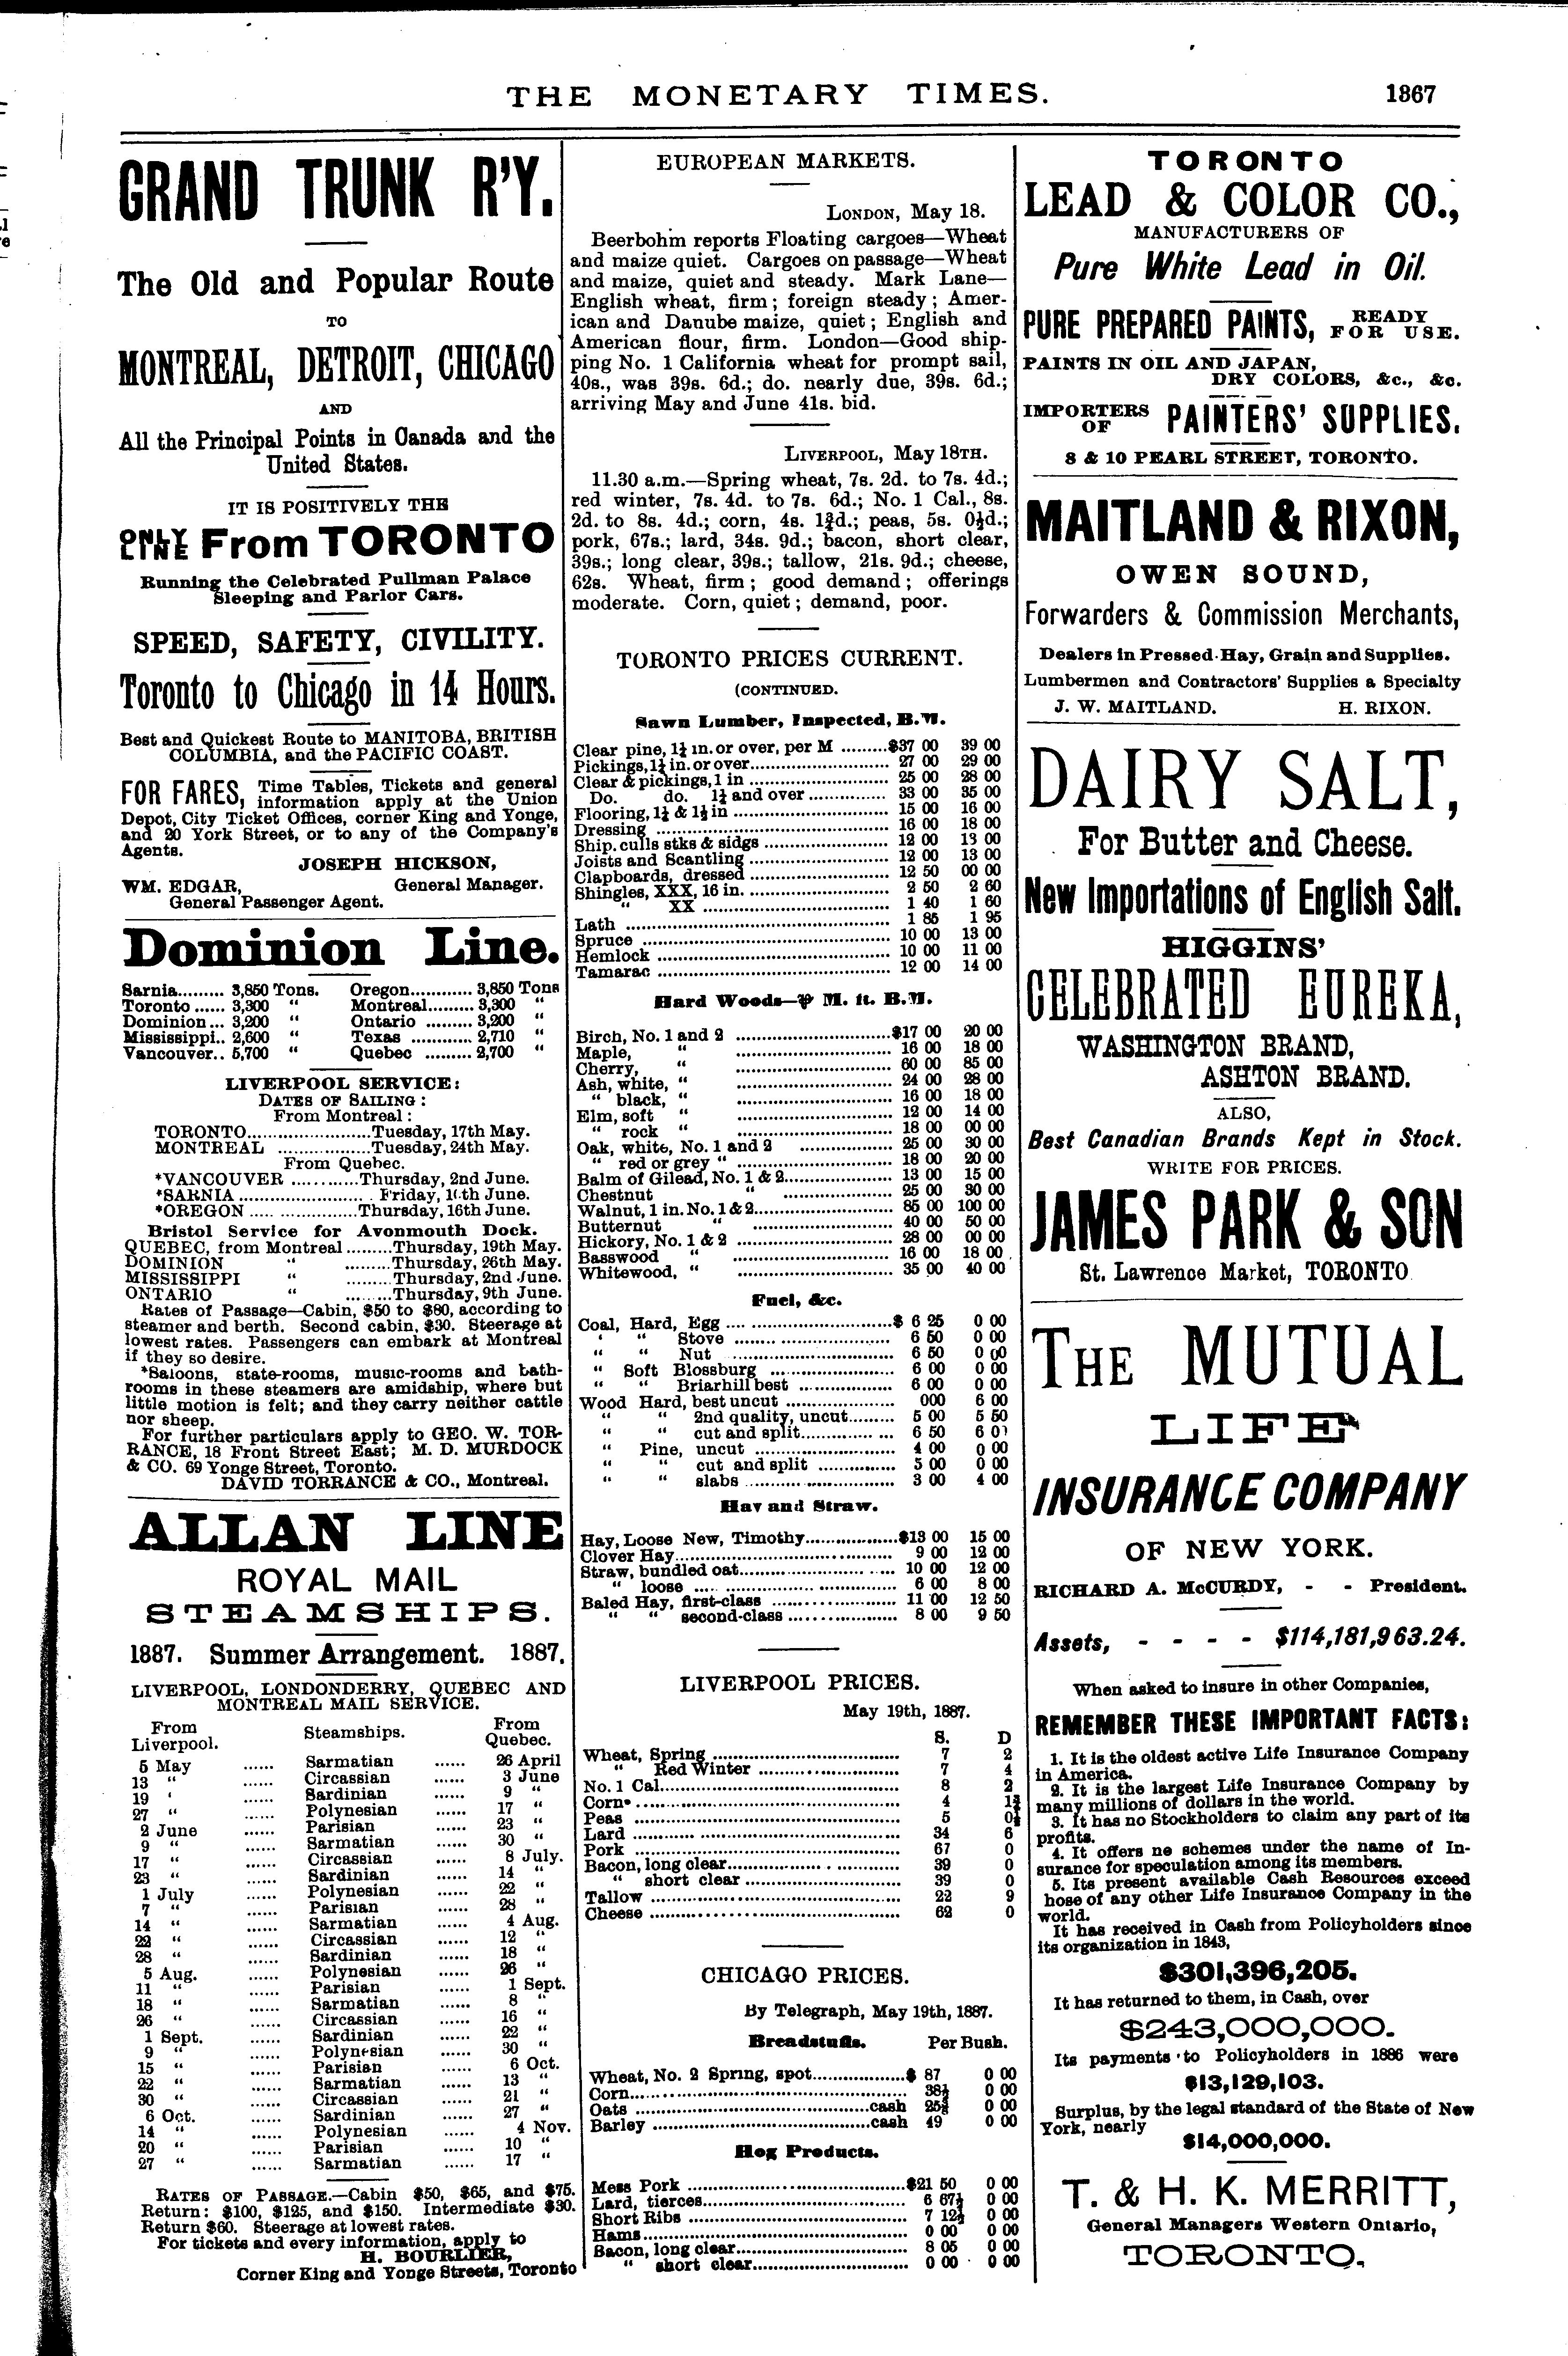 THE MONETARY TIMES. 1867
GRAND TRUNK R'Y.
The Old and Popular Route
TO
MONTREAL, DETROIT, CHICAGO
AND
All the Principal Points in Canada and the
United States.
IT IS POSITIVELY THE
ONLY LINE From TORONTO
Running the Celebrated Pullman Palace
Sleeping and Parlor Cars.
SPEED, SAFETY, CIVILITY.
Toronto to Chicago in 14 Hours.
Best and Quickest Route to MANITOBA, BRITISH
COLUMBIA, and the PACIFIC COAST.
FOR FARES, Time Tables, Tickets and general
information apply at the Union
Depot, City Ticket Offices, corner King and Yonge,
and 20 York Street, or to any of the Company's
Agents.
JOSEPH HICKSON,
WM. EDGAR, General Manager.
General Passenger Agent.
Dominion Line.
Sarnia......... 3,850 Tons. Oregon............ 3,850 Tons
Toronto ...... 3,300 " Montreal......... 3,300 "
Dominion... 3,200 " Ontario ......... 3,200 "
Mississippi.. 2,600 " Texas ............ 2,710 "
Vancouver.. 5,700 " Quebec ......... 2,700 "
LIVERPOOL SERVICE:
DATES OF SAILING:
From Montreal:
TORONTO........................Tuesday, 17th May.
MONTREAL ..................Tuesday, 24th May.
From Quebec.
*VANCOUVER .............Thursday, 2nd June.
*SARNIA ........................Friday, 10th June.
*OREGON .....................Thursday, 16th June.
Bristol Service for Avonmouth Dock.
QUEBEC, from Montreal .........Thursday, 19th May.
DOMINION " .........Thursday, 26th May.
MISSISSIPPI " .........Thursday, 2nd June.
ONTARIO " .........Thursday, 9th June.
Rates of Passage—Cabin, $50 to $80, according to
steamer and berth. Second cabin, $30. Steerage at
lowest rates. Passengers can embark at Montreal
if they so desire.
*Saloons, state-rooms, music-rooms and bath-
rooms in these steamers are amidship, where but
little motion is felt; and they carry neither cattle
nor sheep.
For further particulars apply to GEO. W. TOR-
RANCE, 18 Front Street East; M. D. MURDOCK
& CO. 69 Yonge Street, Toronto.
DAVID TORRANCE & CO., Montreal.
ALLAN LINE
ROYAL MAIL
STEAMSHIPS.
1887. Summer Arrangement. 1887.
LIVERPOOL, LONDONDERRY, QUEBEC AND
MONTREAL MAIL SERVICE.
From Liverpool. Steamships. From Quebec.
5 May ...... Sarmatian ...... 26 April
13 " ...... Circassian ...... 3 June
19 ' ...... Sardinian ...... 9 "
27 " ...... Polynesian ...... 17 "
2 June ...... Parisian ...... 23 "
9 " ...... Sarmatian ...... 30 "
17 " ...... Circassian ...... 8 July.
23 " ...... Sardinian ...... 14 "
1 July ...... Polynesian ...... 22 "
7 " ...... Parisian ...... 28 "
14 " ...... Sarmatian ...... 4 Aug.
22 " ...... Circassian ...... 12 "
28 " ...... Sardinian ...... 18 "
5 Aug. ...... Polynesian ...... 26 "
11 " ...... Parisian ...... 1 Sept.
18 " ...... Sarmatian ...... 8 "
26 " ...... Circassian ...... 16 "
1 Sept. ...... Sardinian ...... 22 "
9 " ...... Polynesian ...... 30 "
15 " ...... Parisian ...... 6 Oct.
22 " ...... Sarmatian ...... 13 "
30 " ...... Circassian ...... 21 "
6 Oct. ...... Sardinian ...... 27 "
14 " ...... Polynesian ...... 4 Nov.
20 " ...... Parisian ...... 10 "
27 " ...... Sarmatian ...... 17 "
RATES OF PASSAGE.—Cabin $50, $65, and $75.
Return: $100, $125, and $150. Intermediate $30.
Return $60. Steerage at lowest rates.
For tickets and every information, apply to
H. BOURLIER,
Corner King and Yonge Streets, Toronto
EUROPEAN MARKETS.
LONDON, May 18.
Beerbohm reports Floating cargoes—Wheat
and maize quiet. Cargoes on passage—Wheat
and maize, quiet and steady. Mark Lane—
English wheat, firm; foreign steady; Amer-
ican and Danube maize, quiet; English and
American flour, firm. London—Good ship-
ping No. 1 California wheat for prompt sail,
40s., was 39s. 6d.; do. nearly due, 39s. 6d.;
arriving May and June 41s. bid.
LIVERPOOL, May 18TH.
11.30 a.m.—Spring wheat, 7s. 2d. to 7s. 4d.;
red winter, 7s. 4d. to 7s. 6d.; No. 1 Cal., 8s.
2d. to 8s. 4d.; corn, 4s. 1¾d.; peas, 5s. 0½d.;
pork, 67s.; lard, 34s. 9d.; bacon, short clear,
39s.; long clear, 39s.; tallow, 21s. 9d.; cheese,
62s. Wheat, firm; good demand; offerings
moderate. Corn, quiet; demand, poor.
TORONTO PRICES CURRENT.
(CONTINUED.
Sawn Lumber, Inspected, B.M.
Clear pine, 1¼ in. or over, per M .........$37 00 39 00
Pickings, 1¼ in. or over............ 27 00 29 00
Clear & pickings, 1 in ............ 25 00 28 00
Do. do. 1¼ and over ............ 33 00 35 00
Flooring, 1¼ & 1½ in ............ 15 00 16 00
Dressing ............ 16 00 18 00
Ship. culls stks & sidgs ............ 12 00 13 00
Joists and Scantling ............ 12 00 13 00
Clapboards, dressed ............ 12 50 00 00
Shingles, XXX, 16 in. ............ 2 50 2 60
" XX ............ 1 40 1 60
Lath ............ 1 85 1 95
Spruce ............ 10 00 13 00
Hemlock ............ 10 00 11 00
Tamarac ............ 12 00 14 00
Hard Woods—⅌ M. ft. B.M.
Birch, No. 1 and 2 ............$17 00 20 00
Maple, " ............ 16 00 18 00
Cherry, " ............ 60 00 85 00
Ash, white, " ............ 24 00 28 00
" black, " ............ 16 00 18 00
Elm, soft " ............ 12 00 14 00
" rock " ............ 18 00 00 00
Oak, white, No. 1 and 2 ............ 25 00 30 00
" red or grey " ............ 18 00 20 00
Balm of Gilead, No. 1 & 2............ 13 00 15 00
Chestnut " ............ 25 00 30 00
Walnut, 1 in. No. 1 & 2............ 85 00 100 00
Butternut " ............ 40 00 50 00
Hickory, No. 1 & 2 ............ 28 00 00 00
Basswood " ............ 16 00 18 00
Whitewood, " ............ 35 00 40 00
Fuel, &c.
Coal, Hard, Egg ............$ 6 25 0 00
' " Stove ............ 6 50 0 00
" " Nut ............ 6 50 0 00
" Soft Blossburg ............ 6 00 0 00
" " Briarhill best ............ 6 00 0 00
Wood Hard, best uncut ............ 000 6 00
" " 2nd quality, uncut......... 5 00 5 50
" " cut and split............ 6 50 6 0
" Pine, uncut ............ 4 00 0 00
" " cut and split ............ 5 00 0 00
" " slabs ............ 3 00 4 00
Hay and Straw.
Hay, Loose New, Timothy............$13 00 15 00
Clover Hay............ 9 00 12 00
Straw, bundled oat............ 10 00 12 00
" loose ............ 6 00 8 00
Baled Hay, first-class ............ 11 00 12 50
" " second-class ............ 8 00 9 50
LIVERPOOL PRICES.
May 19th, 1887.
S. D
Wheat, Spring ............ 7 2
" Red Winter ............ 7 4
No. 1 Cal............ 8 2
Corn ............ 4 1¾
Peas ............ 5 0½
Lard ............ 34 6
Pork ............ 67 0
Bacon, long clear............ 39 0
" short clear ............ 39 0
Tallow ............ 22 9
Cheese ............ 62 0
CHICAGO PRICES.
By Telegraph, May 19th, 1887.
Breadstuffs. Per Bush.
Wheat, No. 2 Spring, spot............$ 87 0 00
Corn............ 38½ 0 00
Oats ............cash 0 00
Barley ............cash 49 0 00
Hog Products.
Mess Pork ............$21 50 0 00
Lard, tierces............ 6 67½ 0 00
Short Ribs ............ 7 12½ 0 00
Hams............ 0 00 0 00
Bacon, long clear............ 8 05 0 00
" short clear............ 0 00 0 00
TORONTO
LEAD & COLOR CO.,
MANUFACTURERS OF
Pure White Lead in Oil.
PURE PREPARED PAINTS, READY FOR USE.
PAINTS IN OIL AND JAPAN,
DRY COLORS, &c., &c.
IMPORTERS OF PAINTERS' SUPPLIES.
8 & 10 PEARL STREET, TORONTO.
MAITLAND & RIXON,
OWEN SOUND,
Forwarders & Commission Merchants,
Dealers in Pressed Hay, Grain and Supplies.
Lumbermen and Contractors' Supplies a Specialty
J. W. MAITLAND. H. RIXON.
DAIRY SALT,
For Butter and Cheese.
New Importations of English Salt.
HIGGINS'
CELEBRATED EUREKA,
WASHINGTON BRAND,
ASHTON BRAND.
ALSO,
Best Canadian Brands Kept in Stock.
WRITE FOR PRICES.
JAMES PARK & SON
St. Lawrence Market, TORONTO
THE MUTUAL
LIFE
INSURANCE COMPANY
OF NEW YORK.
RICHARD A. McCURDY, - - President.
Assets, - - - - $114,181,963.24.
When asked to insure in other Companies,
REMEMBER THESE IMPORTANT FACTS:
1. It is the oldest active Life Insurance Company
in America.
2. It is the largest Life Insurance Company by
many millions of dollars in the world.
3. It has no Stockholders to claim any part of its
profits.
4. It offers ne schemes under the name of In-
surance for speculation among its members.
5. Its present available Cash Resources exceed
hose of any other Life Insurance Company in the
world.
It has received in Cash from Policyholders since
its organization in 1843,
$301,396,205.
It has returned to them, in Cash, over
$243,000,000.
Its payments to Policyholders in 1886 were
$13,129,103.
Surplus, by the legal standard of the State of New
York, nearly
$14,000,000.
T. & H. K. MERRITT,
General Managers Western Ontario,
TORONTO.